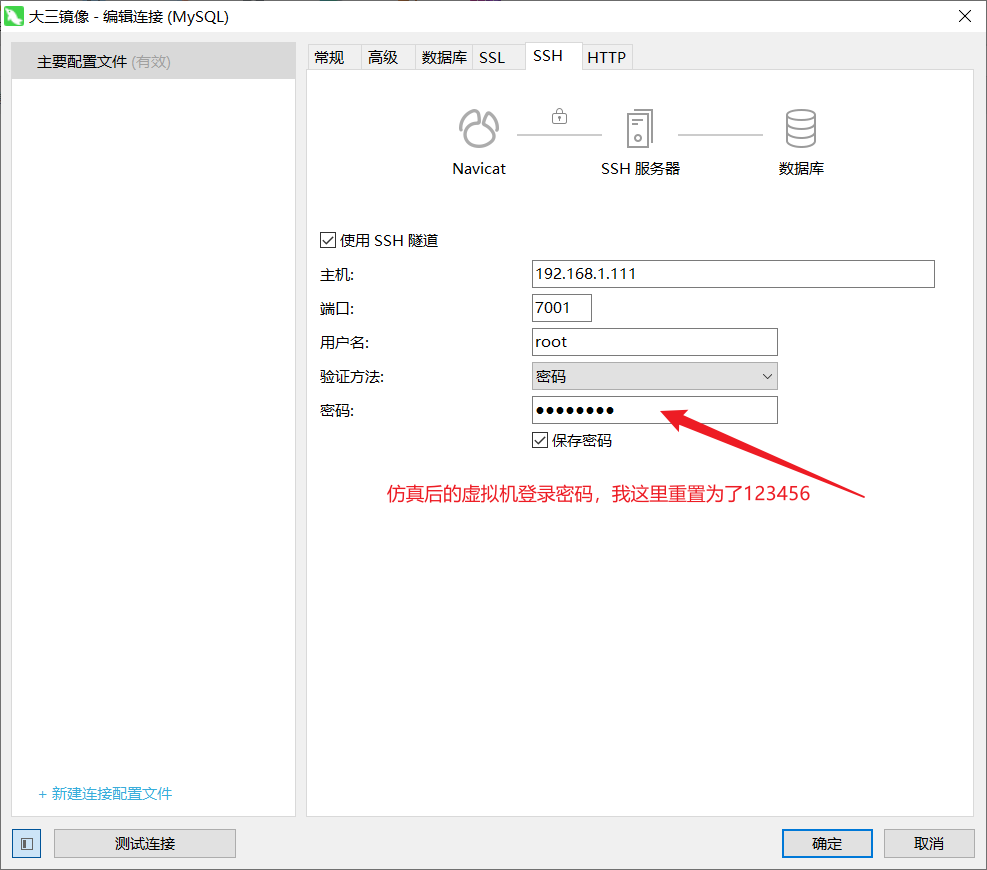 大三镜像 - 编辑连接 (MySQL)
主要配置文件 (有效)
常规 高级 数据库 SSL SSH HTTP
Navicat SSH 服务器 数据库
使用 SSH 隧道
主机: 192.168.1.111
端口: 7001
用户名: root
验证方法: 密码
密码: ●●●●●●●●
保存密码
仿真后的虚拟机登录密码，我这里重置为了123456
+ 新建连接配置文件
测试连接 确定 取消